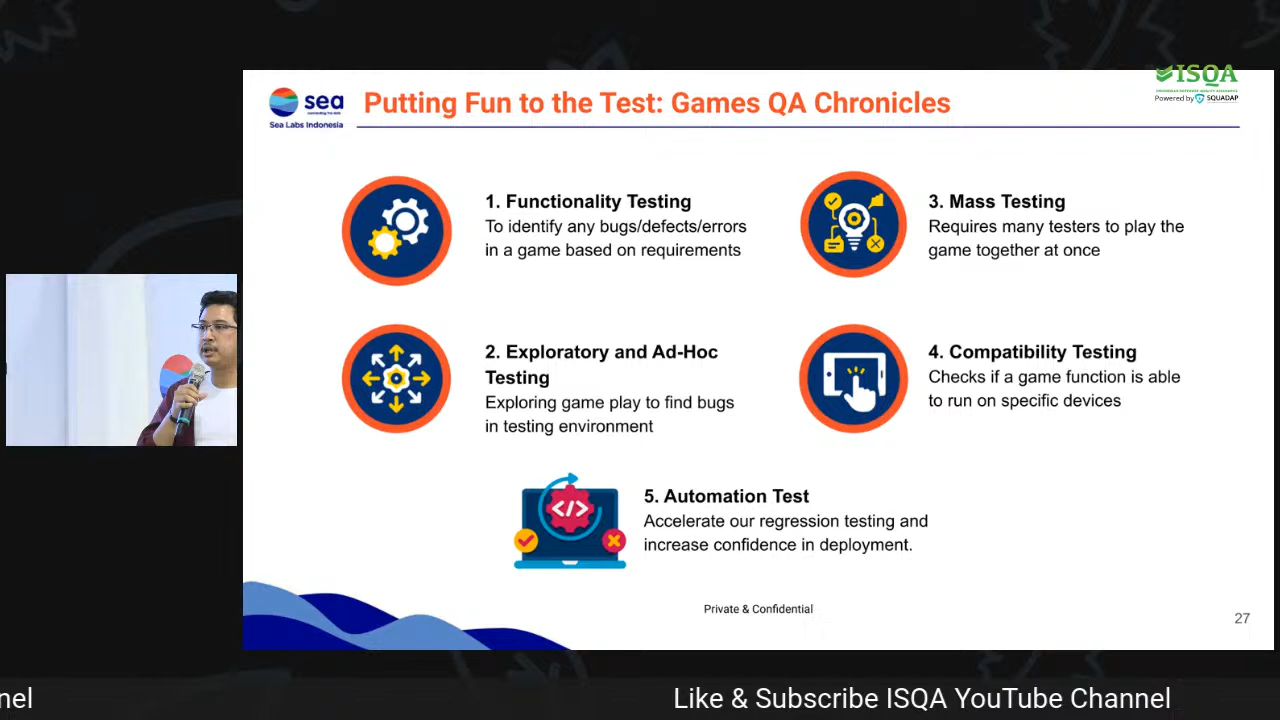 ISQA
Powered by SQUADAP
sea
Sea Labs Indonesia
Putting Fun to the Test: Games QA Chronicles
1. Functionality Testing
To identify any bugs/defects/errors
in a game based on requirements
2. Exploratory and Ad-Hoc
Testing
Exploring game play to find bugs
in testing environment
3. Mass Testing
Requires many testers to play the
game together at once
4. Compatibility Testing
Checks if a game function is able
to run on specific devices
</>
5. Automation Test
Accelerate our regression testing and
increase confidence in deployment.
Private & Confidential
27
nel
Like & Subscribe ISQA YouTube Channel